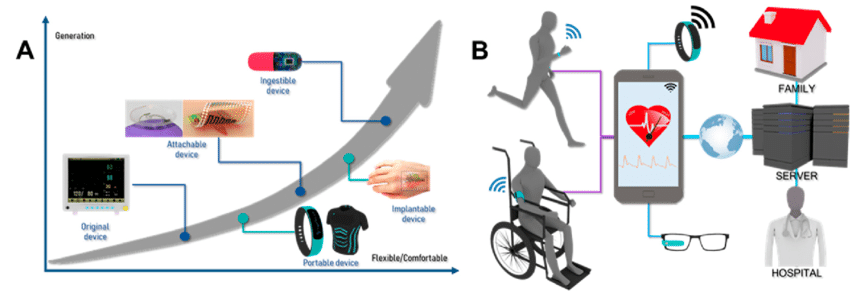 A
Generation
Ingestible
device
Attachable
device
Original
device
Implantable
device
Portable device
Flexible/Comfortable
B
FAMILY
SERVER
HOSPITAL